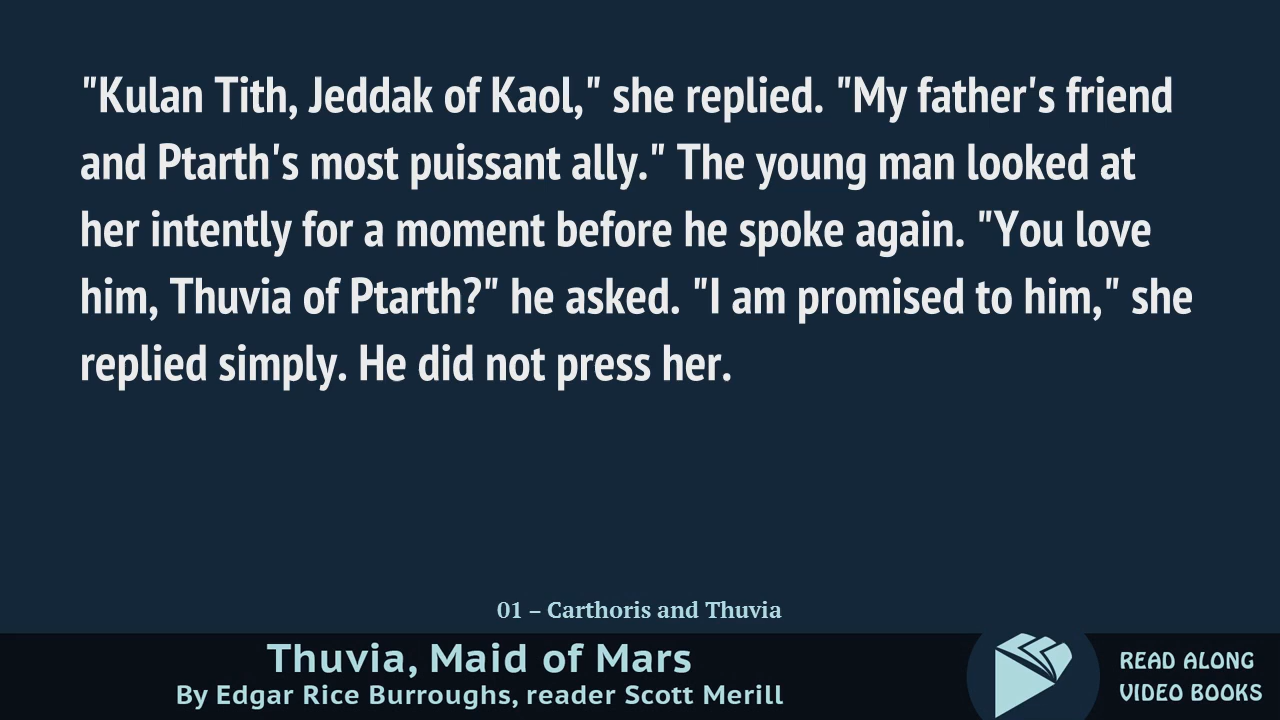 "Kulan Tith, Jeddak of Kaol," she replied. "My father's friend
and Ptarth's most puissant ally." The young man looked at
her intently for a moment before he spoke again. "You love
him, Thuvia of Ptarth?" he asked. "I am promised to him," she
replied simply. He did not press her.
01 – Carthoris and Thuvia
Thuvia, Maid of Mars
By Edgar Rice Burroughs, reader Scott Merill
READ ALONG
VIDEO BOOKS